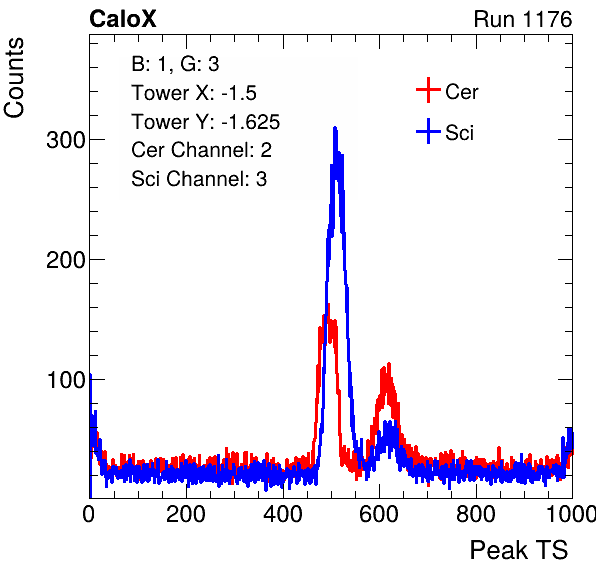 CaloX
Run 1176
Counts
B: 1, G: 3
Tower X: -1.5
Tower Y: -1.625
Cer Channel: 2
Sci Channel: 3
Cer
Sci
300
200
100
0
200
400
600
800
1000
Peak TS